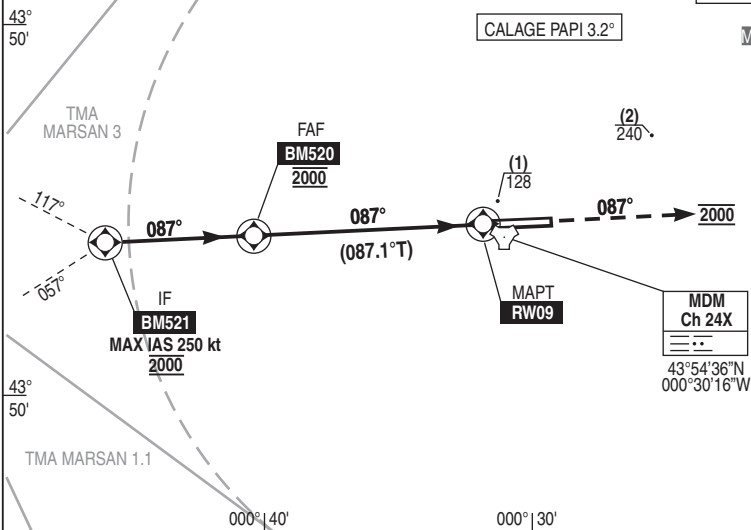 43°
50'
CALAGE PAPI 3.2°
M
TMA
MARSAN 3
FAF
BM520
2000
(2)
240
(1)
128
117°
087°
087°
(087.1°T)
087°
2000
057°
IF
BM521
MAX IAS 250 kt
2000
MAPT
RW09
MDM
Ch 24X
43°54'36"N
000°30'16"W
43°
50'
TMA MARSAN 1.1
000° 40'
000° 30'